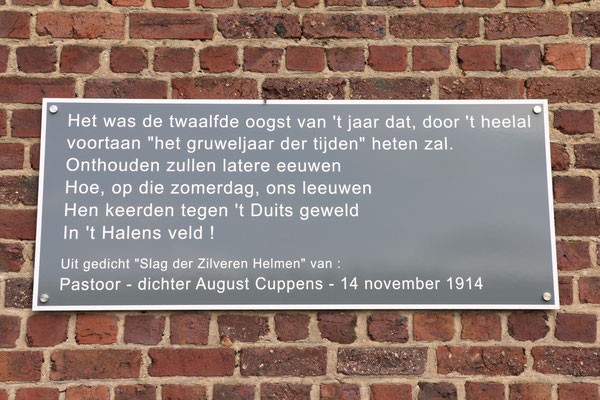 Het was de twaalfde oogst van 't jaar dat, door 't heelal
voortaan "het gruweljaar der tijden" heten zal.
Onthouden zullen latere eeuwen
Hoe, op die zomerdag, ons leeuwen
Hen keerden tegen 't Duits geweld
In 't Halens veld !
Uit gedicht "Slag der Zilveren Helmen" van :
Pastoor - dichter August Cuppens - 14 november 1914